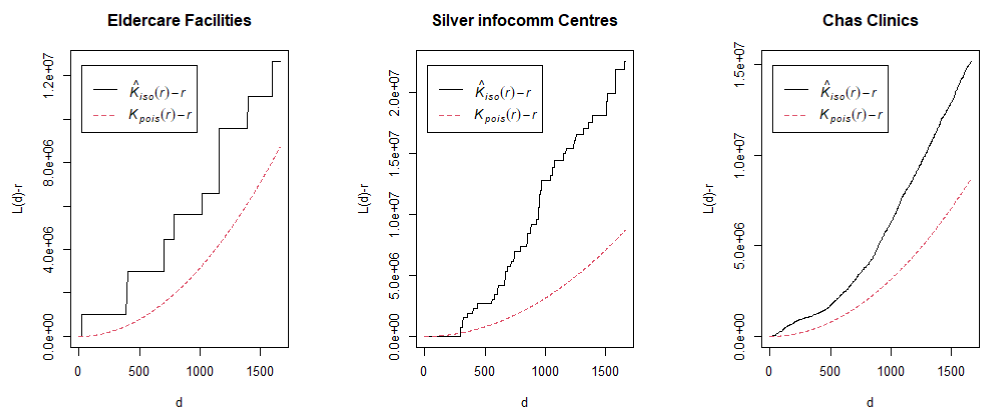 Eldercare Facilities
L(d)-r
0.0e+00 4.0e+06 8.0e+06 1.2e+07
K̂iso(r)−r
Kpois(r)−r
0 500 1000 1500
d
Silver infocomm Centres
L(d)-r
0.0e+00 5.0e+06 1.0e+07 1.5e+07 2.0e+07
K̂iso(r)−r
Kpois(r)−r
0 500 1000 1500
d
Chas Clinics
L(d)-r
0.0e+00 5.0e+06 1.0e+07 1.5e+07
K̂iso(r)−r
Kpois(r)−r
0 500 1000 1500
d